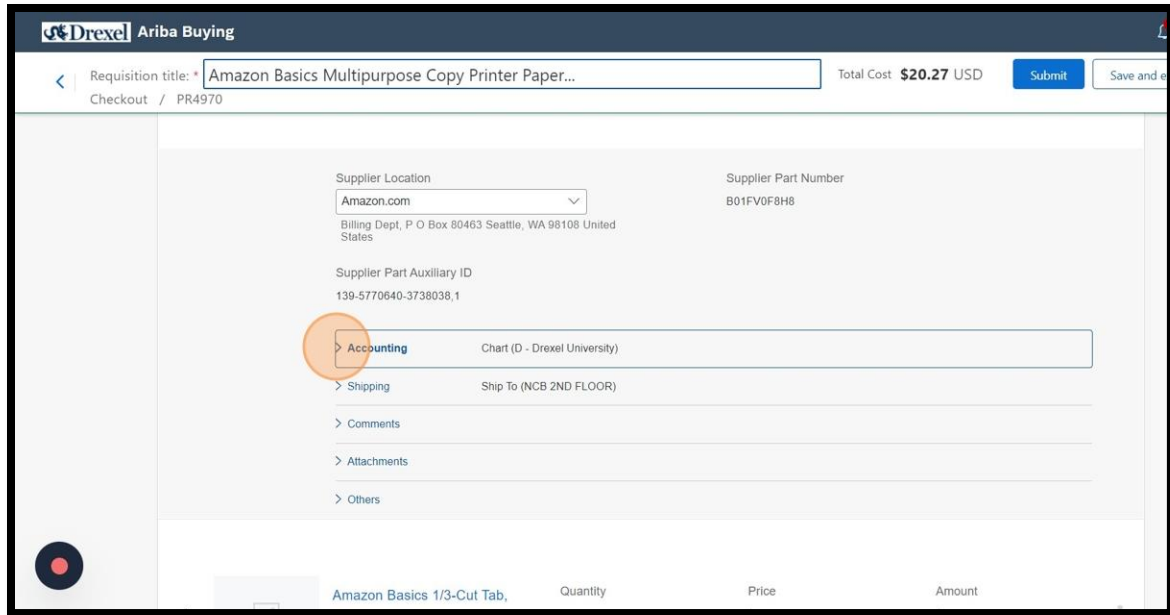 Drexel Ariba Buying
Requisition title: * Amazon Basics Multipurpose Copy Printer Paper... Total Cost $20.27 USD Submit Save and e
Checkout / PR4970
Supplier Location Supplier Part Number
Amazon.com B01FV0F8H8
Billing Dept, P O Box 80463 Seattle, WA 98108 United
States
Supplier Part Auxiliary ID
139-5770640-3738038,1
Accounting Chart (D - Drexel University)
Shipping Ship To (NCB 2ND FLOOR)
Comments
Attachments
Others
Amazon Basics 1/3-Cut Tab, Quantity Price Amount